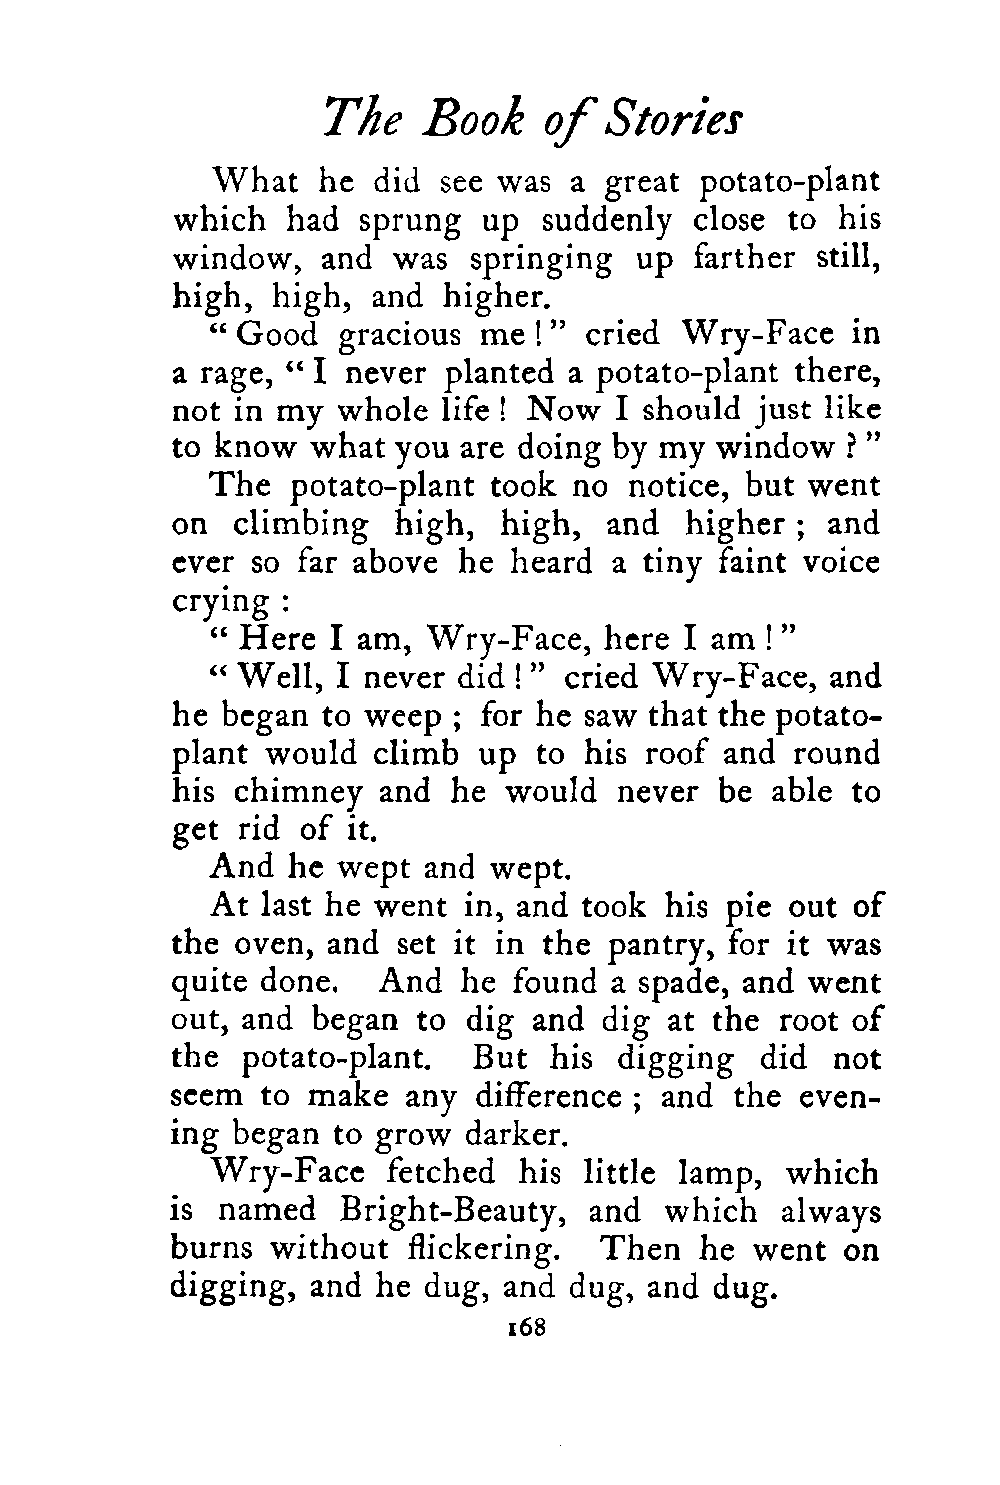 The Book of Stories
What he did see was a great potato-plant
which had sprung up suddenly close to his
window, and was springing up farther still,
high, high, and higher.
“ Good gracious me ! ” cried Wry-Face in
a rage, “ I never planted a potato-plant there,
not in my whole life ! Now I should just like
to know what you are doing by my window ? ”
The potato-plant took no notice, but went
on climbing high, high, and higher ; and
ever so far above he heard a tiny faint voice
crying :
“ Here I am, Wry-Face, here I am ! ”
“ Well, I never did ! ” cried Wry-Face, and
he began to weep ; for he saw that the potato-
plant would climb up to his roof and round
his chimney and he would never be able to
get rid of it.
And he wept and wept.
At last he went in, and took his pie out of
the oven, and set it in the pantry, for it was
quite done. And he found a spade, and went
out, and began to dig and dig at the root of
the potato-plant. But his digging did not
seem to make any difference ; and the even-
ing began to grow darker.
Wry-Face fetched his little lamp, which
is named Bright-Beauty, and which always
burns without flickering. Then he went on
digging, and he dug, and dug, and dug.
168